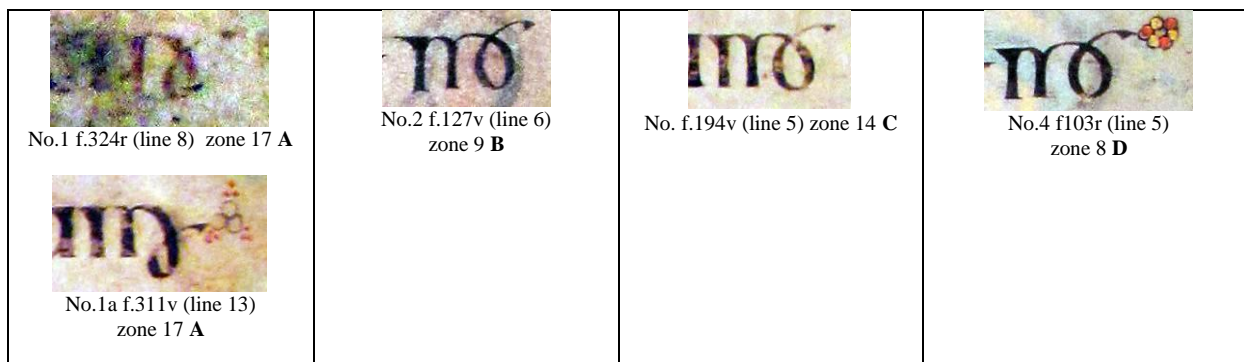 No.1 f.324r (line 8) zone 17 A
No.1a f.311v (line 13)
zone 17 A
No.2 f.127v (line 6)
zone 9 B
No. f.194v (line 5) zone 14 C
No.4 f103r (line 5)
zone 8 D